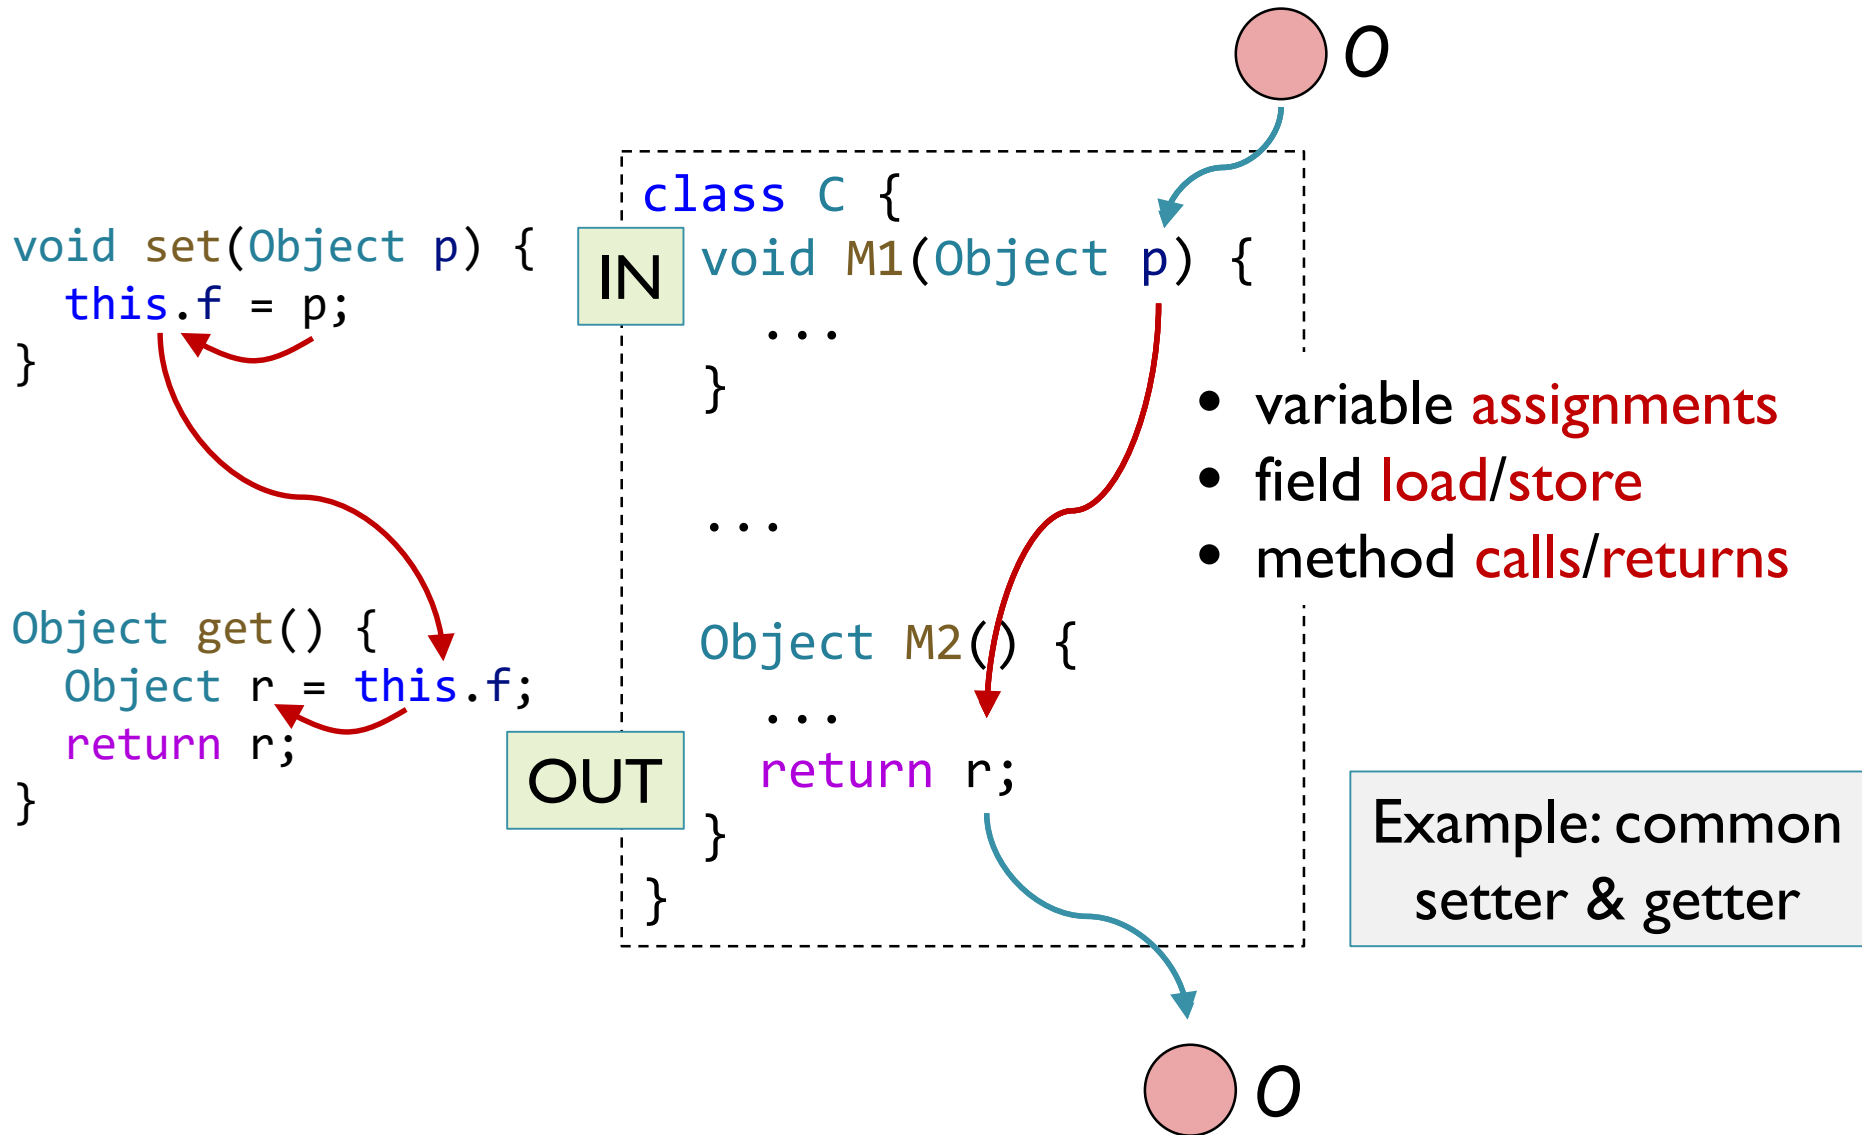 O
void set(Object p) {
this.f = p;
}
Object get() {
Object r = this.f;
return r;
}
IN
OUT
class C {
void M1(Object p) {
...
}
...
Object M2() {
...
return r;
}
}
• variable assignments
• field load/store
• method calls/returns
Example: common
setter & getter
O